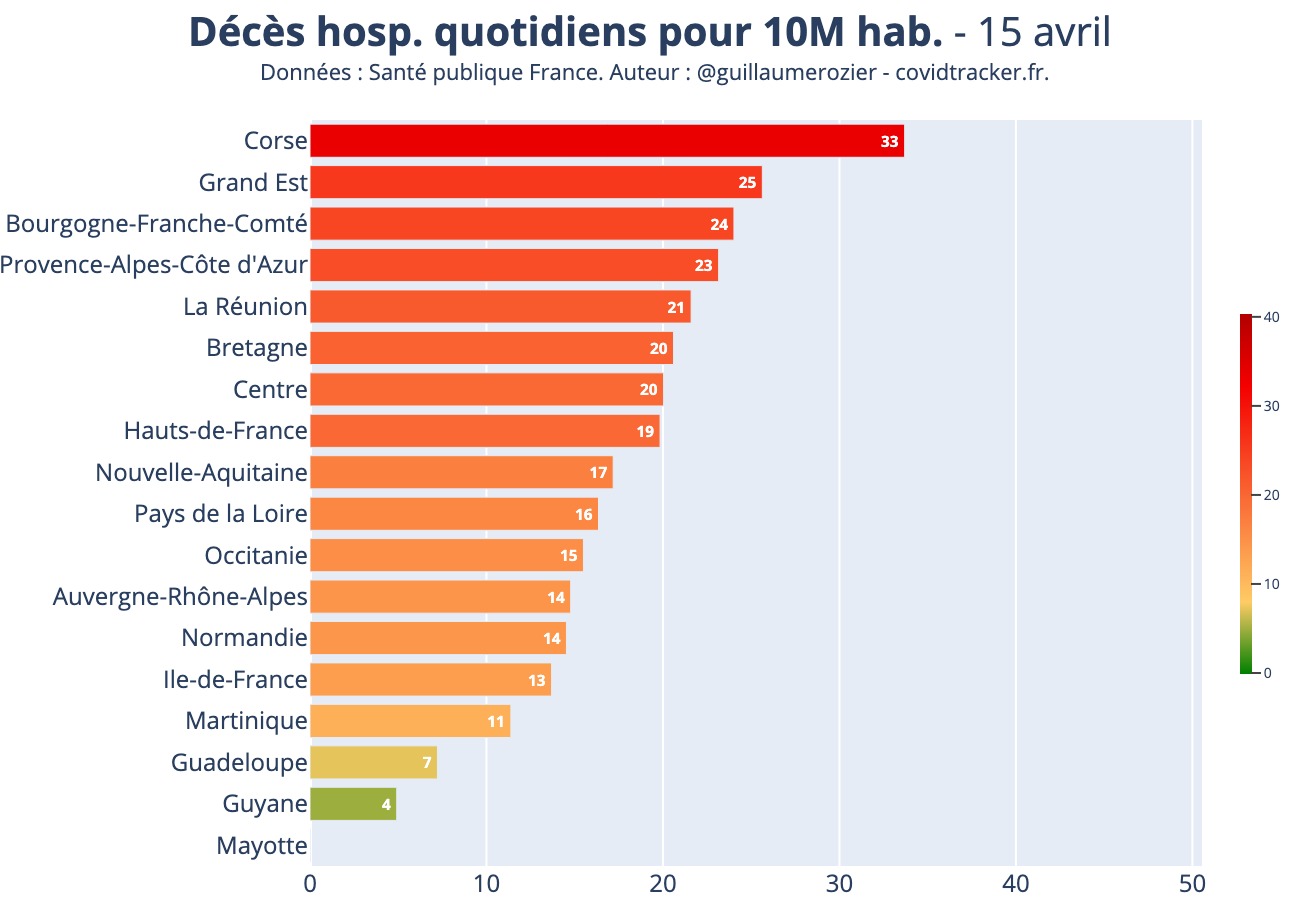 Décès hosp. quotidiens pour 10M hab. - 15 avril
Données : Santé publique France. Auteur : @guillaumerozier - covidtracker.fr.
Corse 33
Grand Est 25
Bourgogne-Franche-Comté 24
Provence-Alpes-Côte d'Azur 23
La Réunion 21
Bretagne 20
Centre 20
Hauts-de-France 19
Nouvelle-Aquitaine 17
Pays de la Loire 16
Occitanie 15
Auvergne-Rhône-Alpes 14
Normandie 14
Ile-de-France 13
Martinique 11
Guadeloupe 7
Guyane 4
Mayotte
0 10 20 30 40 50
40
30
20
10
0